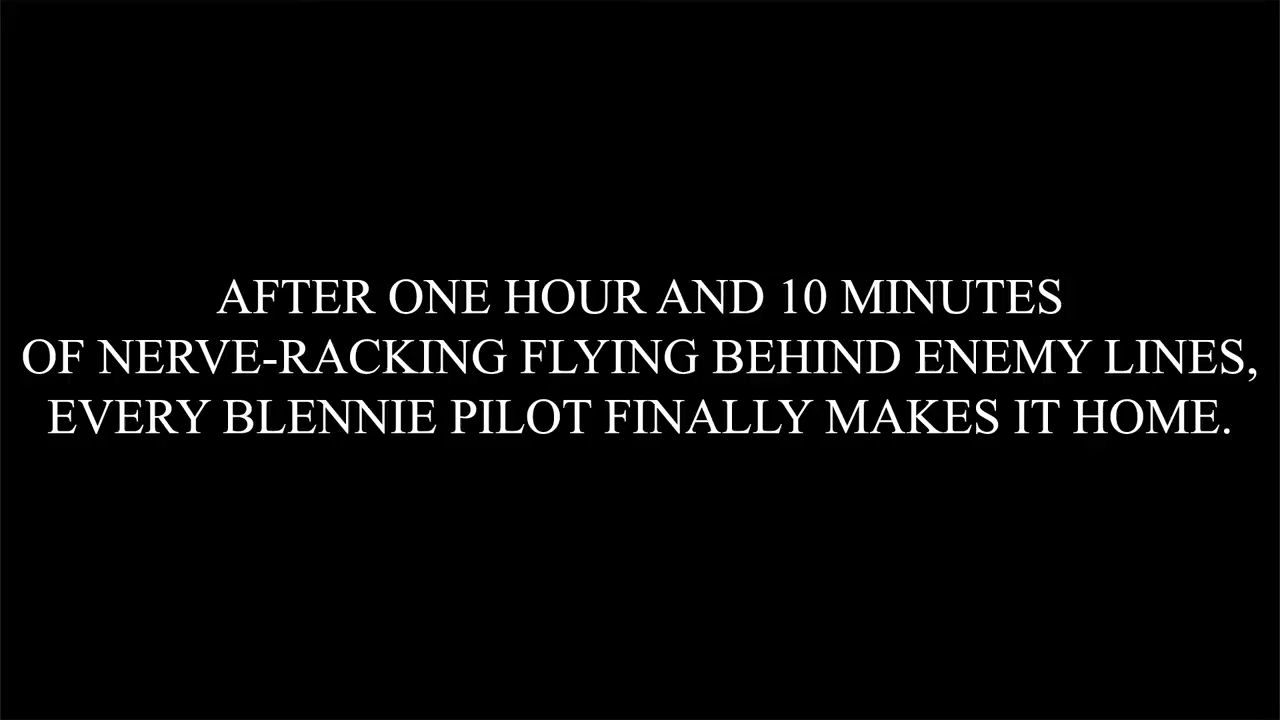 AFTER ONE HOUR AND 10 MINUTES
OF NERVE-RACKING FLYING BEHIND ENEMY LINES,
EVERY BLENNIE PILOT FINALLY MAKES IT HOME.